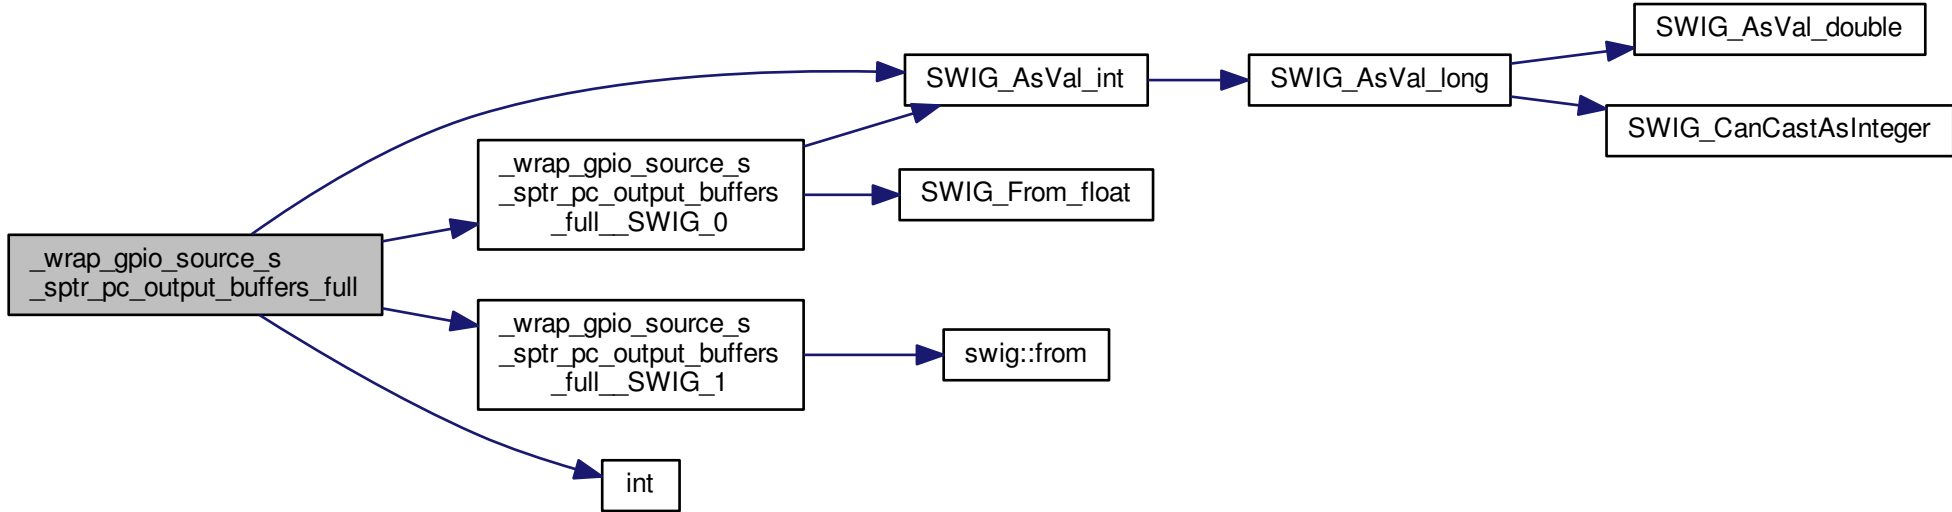 _wrap_gpio_source_s
_sptr_pc_output_buffers_full
_wrap_gpio_source_s
_sptr_pc_output_buffers
_full__SWIG_0
_wrap_gpio_source_s
_sptr_pc_output_buffers
_full__SWIG_1
int
SWIG_AsVal_int
SWIG_From_float
swig::from
SWIG_AsVal_long
SWIG_AsVal_double
SWIG_CanCastAsInteger